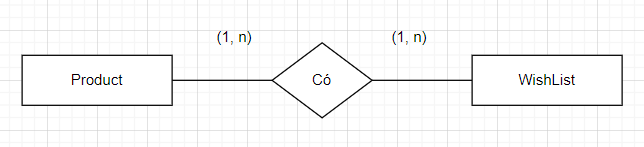 (1, n)
(1, n)
Product
Có
WishList